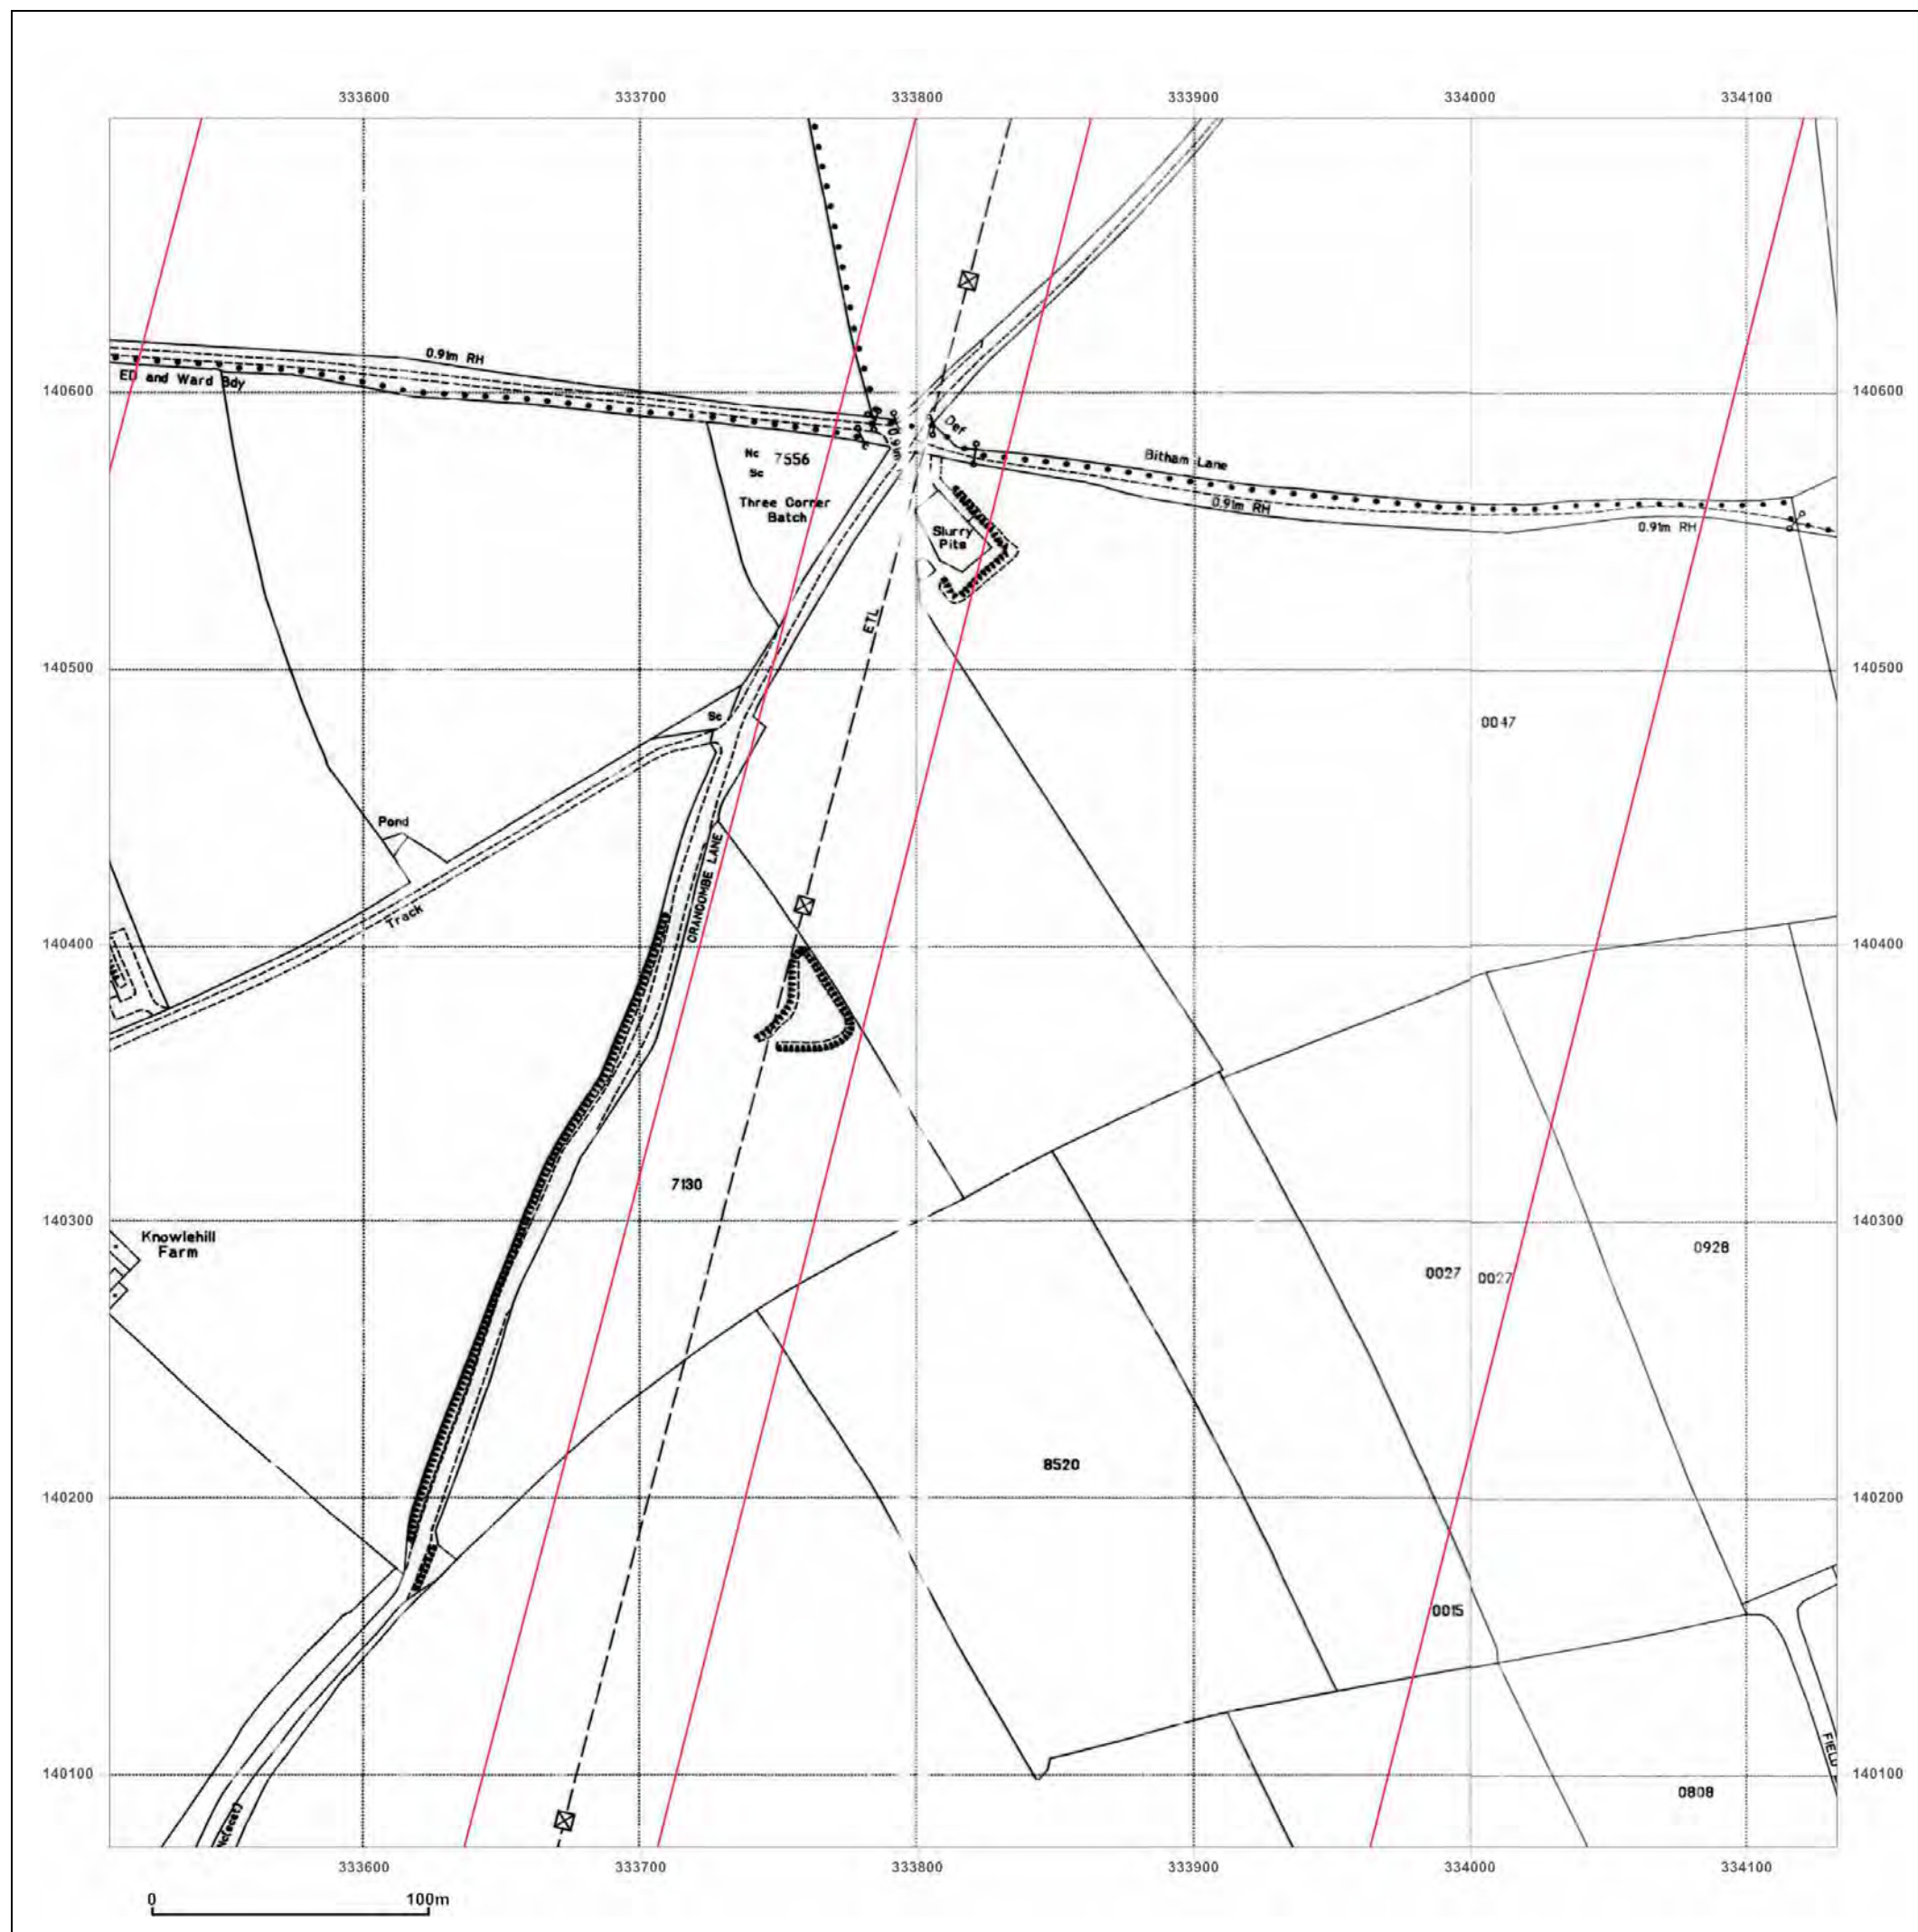 333600 333700 333800 333900 334000 334100
0.91m RH
ED and Ward Bdy
140600 140600
Def
Nc 7556
Sc
Bitham Lane
Three Corner
Batch
0.91m RH
Slurry
Pits
0.91m RH
ETL
140500 140500
Sc
0047
Pond
CRANCOMBE LANE
Track
140400 140400
7130
140300 140300
Knowlehill
Farm
0928
0027 0027
8520
140200 140200
0015
FIELD
140100 140100
0808
333600 333700 333800 333900 334000 334100
0 100m